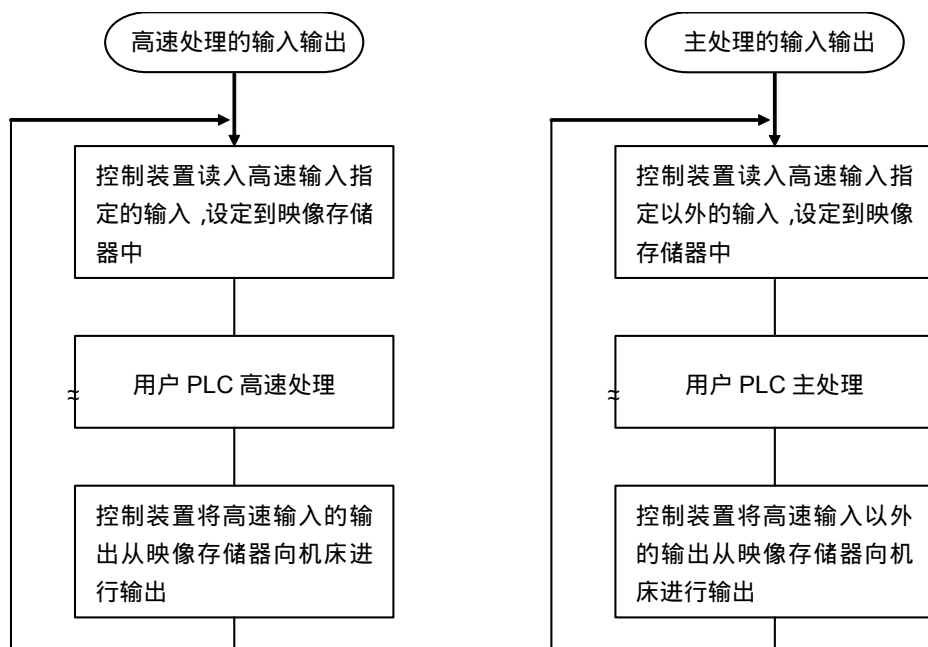 高速处理的输入输出
控制装置读入高速输入指
定的输入 ,设定到映像存储
器中
用户 PLC 高速处理
≈
控制装置将高速输入的输
出从映像存储器向机床进
行输出
主处理的输入输出
控制装置读入高速输入指
定以外的输入 ,设定到映像
存储器中
用户 PLC 主处理
≈
控制装置将高速输入以外
的输出从映像存储器向机
床进行输出